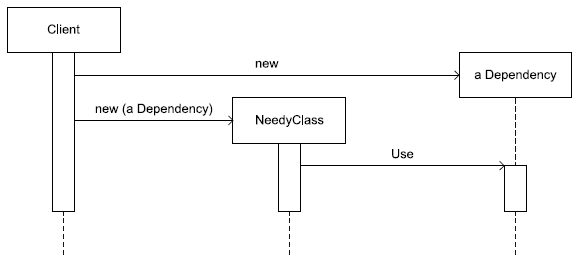 Client
new
a Dependency
new (a Dependency)
NeedyClass
Use